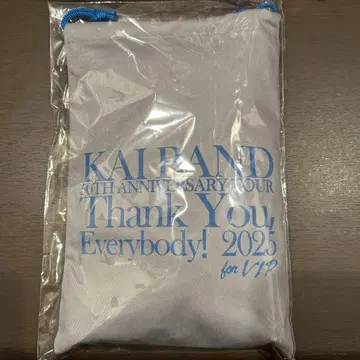 KAI BAND
50TH ANNIVERSARY TOUR
Thank You,
Everybody! 2025
for VIP